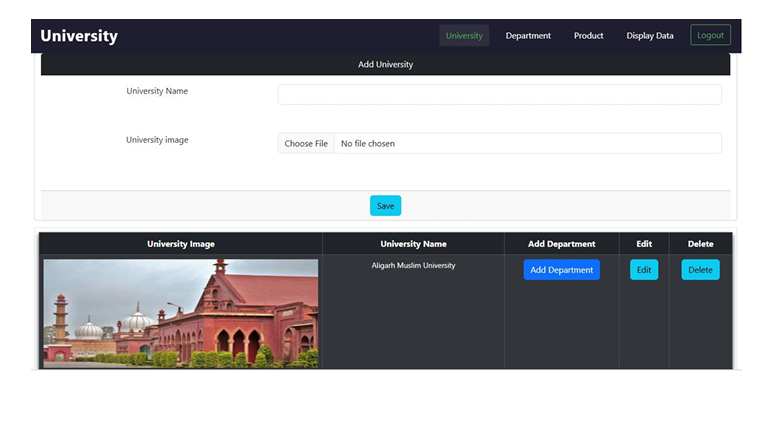 University
University Department Product Display Data Logout
Add University
University Name
University image Choose File No file chosen
Save
University Image University Name Add Department Edit Delete
Aligarh Muslim University Add Department Edit Delete